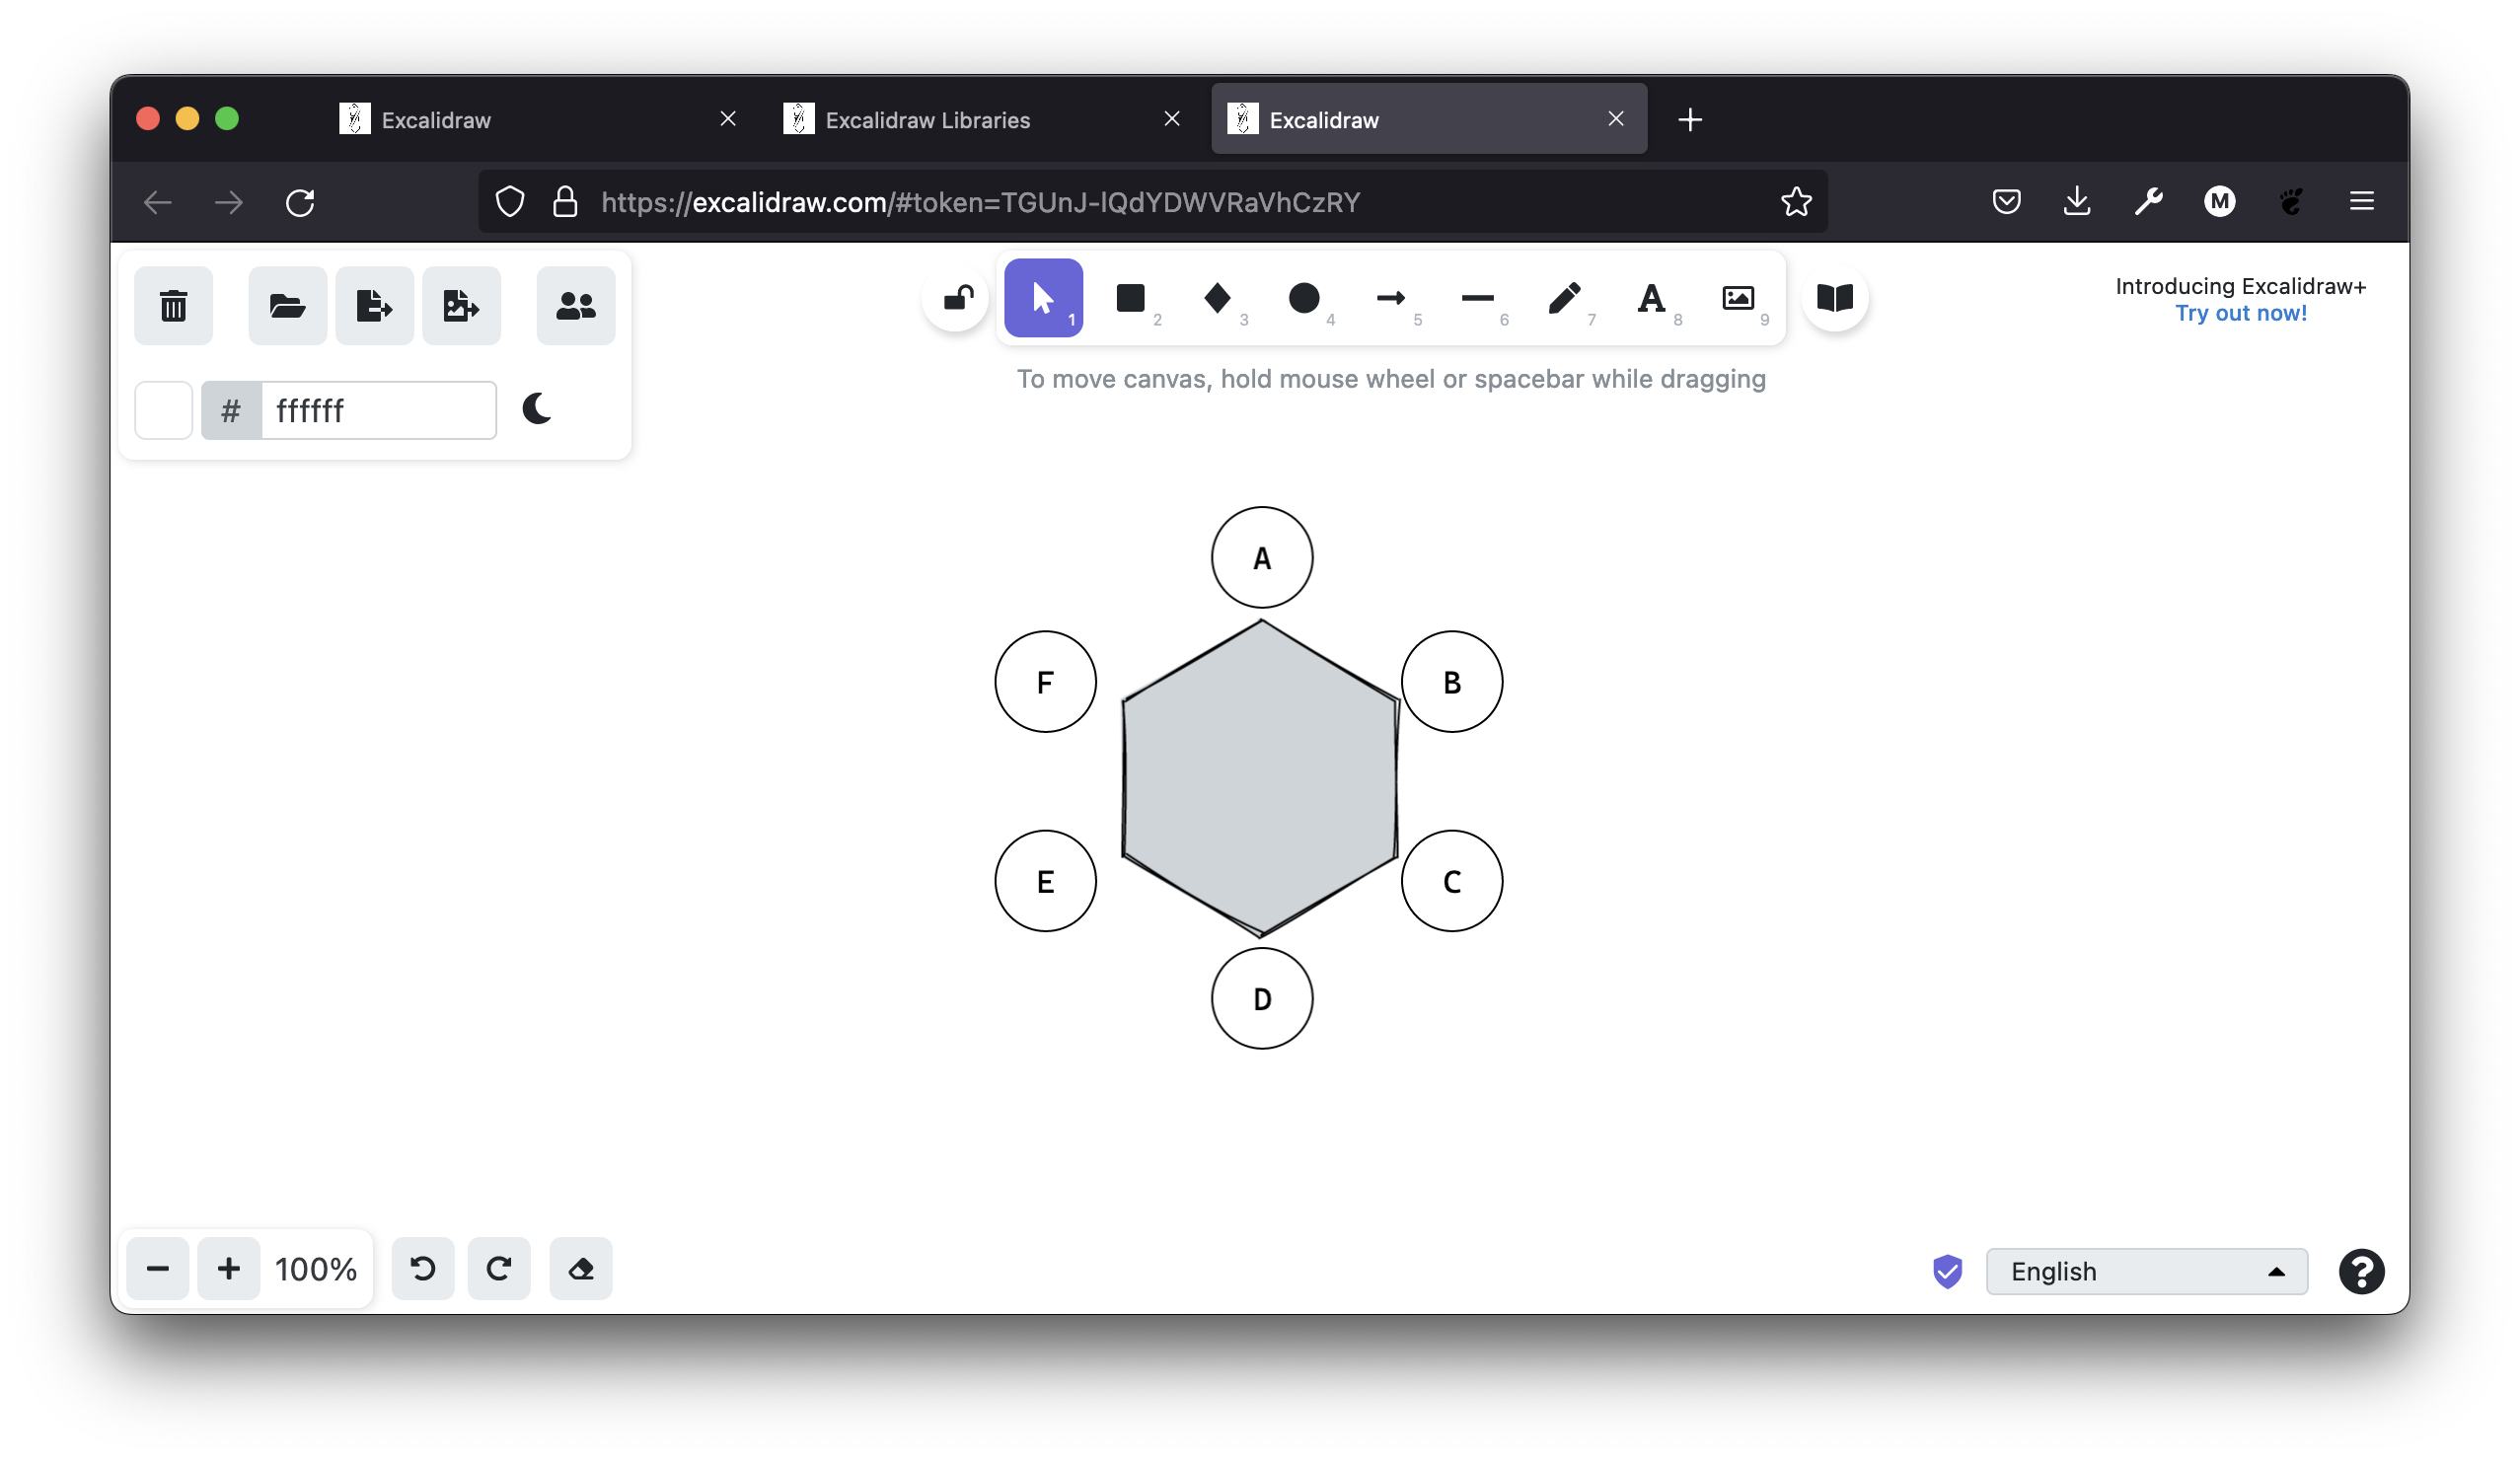 Excalidraw
Excalidraw Libraries
Excalidraw
https://excalidraw.com/#token=TGUnJ-lQdYDWVRaVhCzRY
M
1
2
3
4
5
6
A
7
8
9
Introducing Excalidraw+
Try out now!
To move canvas, hold mouse wheel or spacebar while dragging
# ffffff
A
F
B
E
C
D
100%
English
?